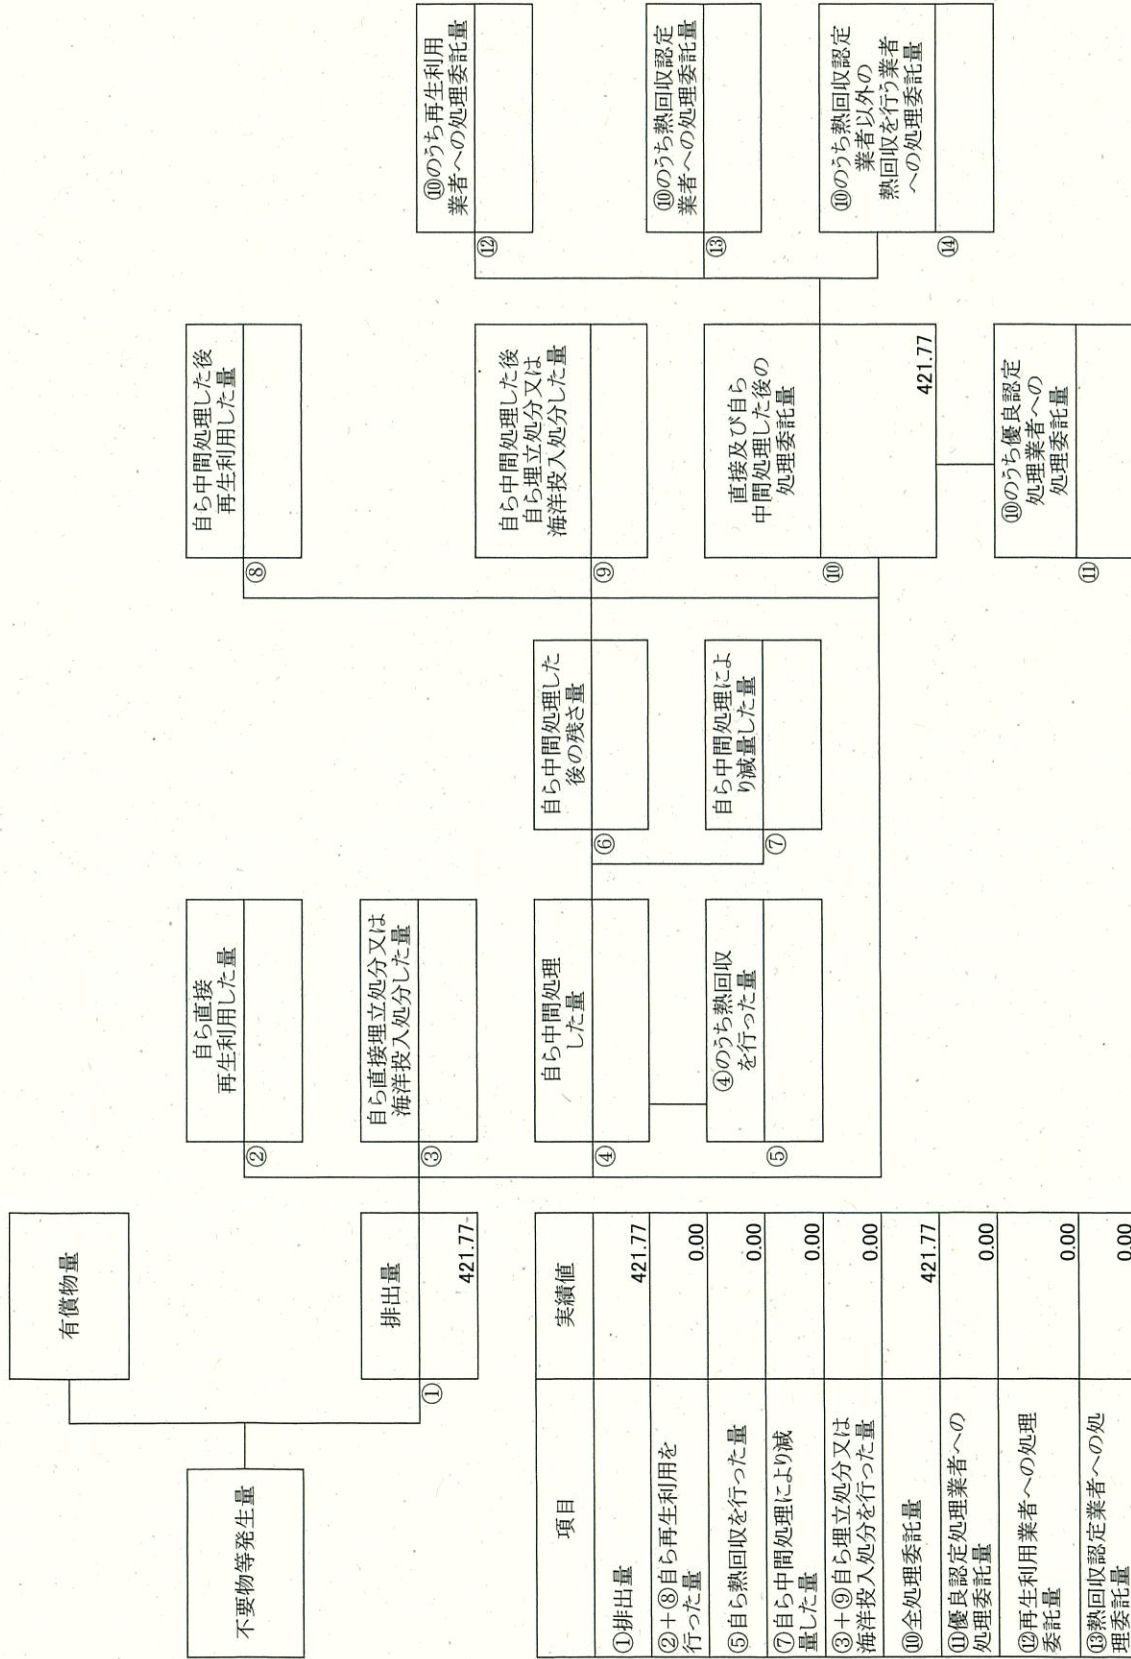 有償物量
不要物等発生量
排出量
①
421.77
自ら直接
再生利用した量
②
自ら直接埋立処分又は
海洋投入処分した量
③
自ら中間処理
した量
④
④のうち熱回収
を行った量
⑤
自ら中間処理した
後の残さ量
⑥
自ら中間処理によ
り減量した量
⑦
自ら中間処理した後
再生利用した量
⑧
自ら中間処理した後
自ら埋立処分又は
海洋投入処分した量
⑨
直接及び自ら
中間処理した後の
処理委託量
⑩
421.77
⑩のうち優良認定
処理業者への
処理委託量
⑪
⑩のうち再生利用
業者への処理委託量
⑫
⑩のうち熱回収認定
業者への処理委託量
⑬
⑩のうち熱回収認定
業者以外の
熱回収を行う業者
への処理委託量
⑭
項目 実績値
①排出量 421.77
②+⑧自ら再生利用を
行った量 0.00
⑤自ら熱回収を行った量 0.00
⑦自ら中間処理により減
量した量 0.00
③+⑨自ら埋立処分又は
海洋投入処分を行った量 0.00
⑩全処理委託量 421.77
⑪優良認定処理業者への
処理委託量 0.00
⑫再生利用業者への処理
委託量 0.00
⑬熱回収認定業者への処
理委託量 0.00